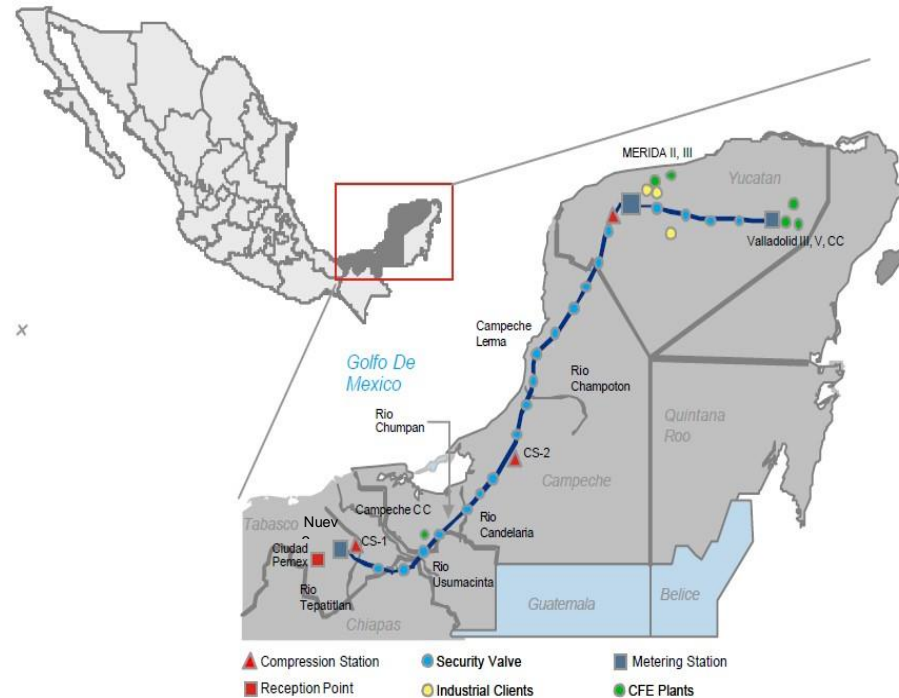 MERIDA II, III
Yucatan
Valladolid III, V, CC
Campeche
Lerma
Golfo De
Mexico
Rio
Champoton
Rio
Chumpan
Quintana
Roo
CS-2
Campeche
Tabasco
Nuev
Campeche CC
CS-1
Rio
Candelaria
Ciudad
Pemex
Rio
Usumacinta
Rio
Tepatitlan
Chiapas
Guatemala
Belice
Compression Station
Security Valve
Metering Station
Reception Point
Industrial Clients
CFE Plants